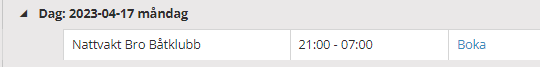 Dag: 2023-04-17 måndag
Nattvakt Bro Båtklubb 21:00 - 07:00 Boka